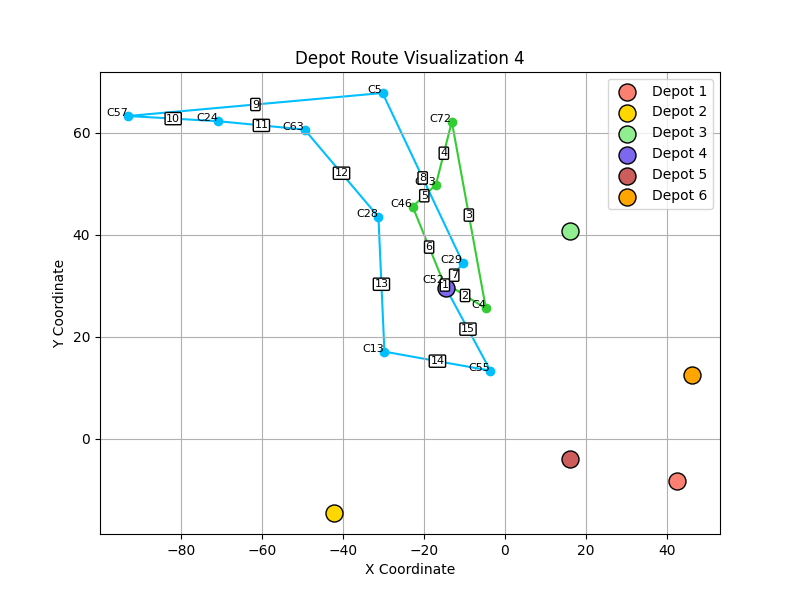 Depot Route Visualization 4
Depot 1
Depot 2
Depot 3
Depot 4
Depot 5
Depot 6
C57
C24
C63
C5
C72
C46
C28
C29
C52
C4
C13
C55
1
2
3
4
5
6
7
8
9
10
11
12
13
14
15
60
40
20
0
−80
−60
−40
−20
0
20
40
Y Coordinate
X Coordinate